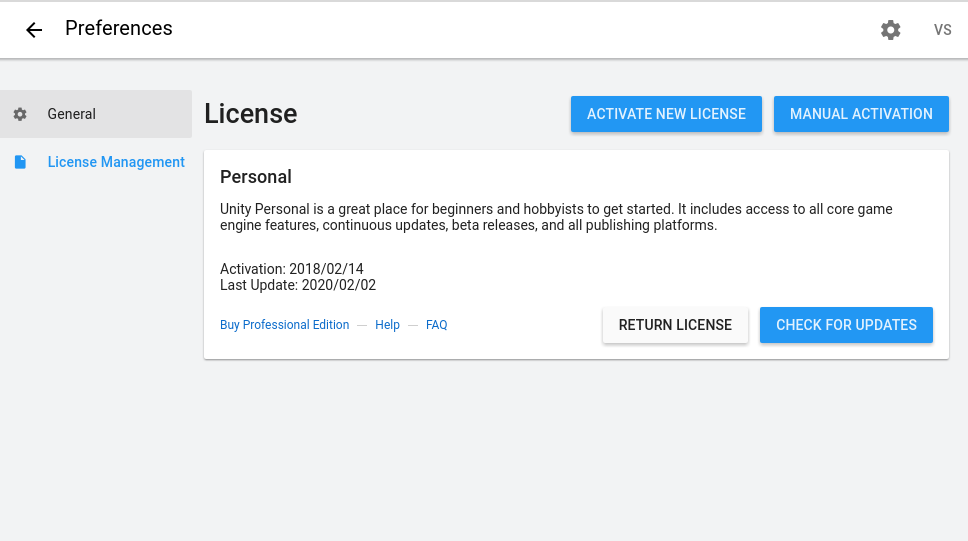 Preferences
VS
General
License Management
License
ACTIVATE NEW LICENSE
MANUAL ACTIVATION
Personal
Unity Personal is a great place for beginners and hobbyists to get started. It includes access to all core game
engine features, continuous updates, beta releases, and all publishing platforms.
Activation: 2018/02/14
Last Update: 2020/02/02
Buy Professional Edition — Help — FAQ
RETURN LICENSE
CHECK FOR UPDATES